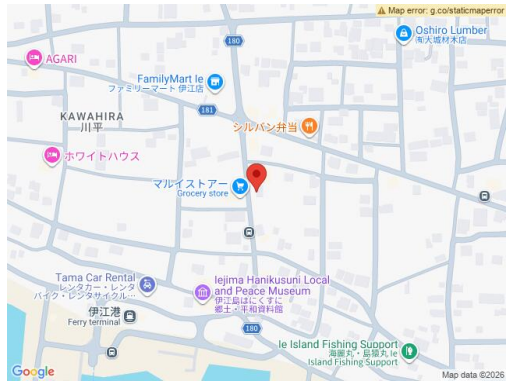 Map error: g.co/staticmaperror
Oshiro Lumber
㈲大城材木店
180
AGARI
FamilyMart Ie
ファミリーマート 伊江店
181
KAWAHIRA
川平
シルバン弁当
ホワイトハウス
マルイストアー
Grocery store
Tama Car Rental
レンタカー・レンタ
バイク・レンタサイクル…
Iejima Hanikusuni Local
and Peace Museum
伊江島はにくすに
郷土・平和資料館
伊江港
Ferry terminal
180
Ie Island Fishing Support
海麗丸・島猿丸 Ie
Island Fishing Support
Google
Map data ©2026